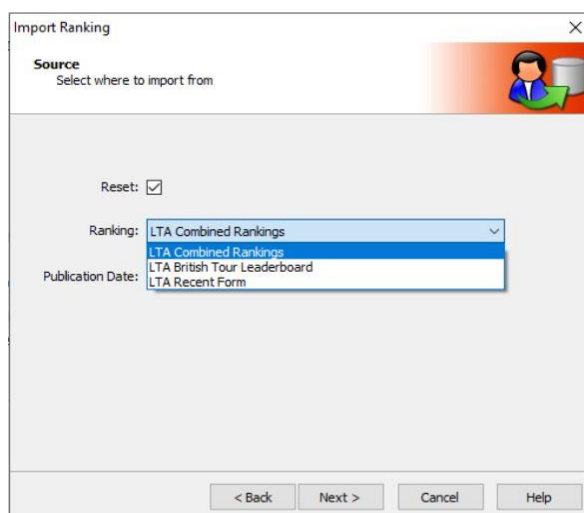 Import Ranking
Source
Select where to import from
Reset:
Ranking: LTA Combined Rankings
LTA Combined Rankings
LTA British Tour Leaderboard
Publication Date: LTA Recent Form
< Back Next > Cancel Help